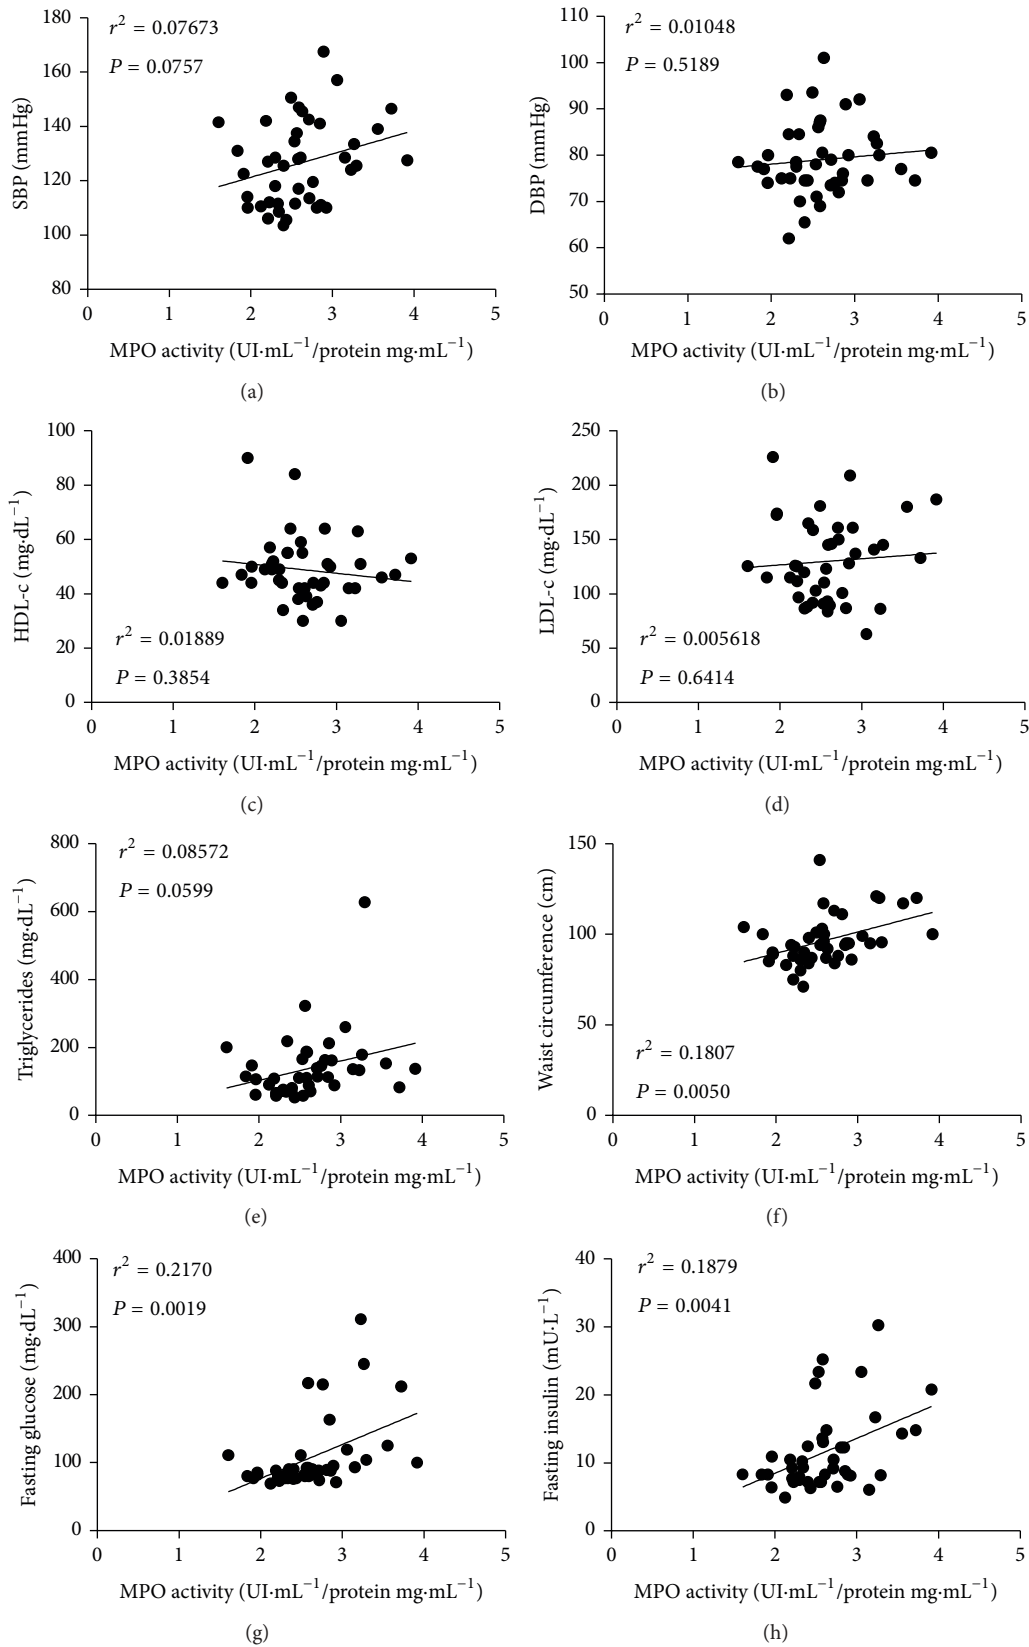 180
160
140
120
100
80
SBP (mmHg)
r² = 0.07673
P = 0.0757
0 1 2 3 4 5
MPO activity (UI·mL⁻¹/protein mg·mL⁻¹)
(a)
110
100
90
80
70
60
50
DBP (mmHg)
r² = 0.01048
P = 0.5189
0 1 2 3 4 5
MPO activity (UI·mL⁻¹/protein mg·mL⁻¹)
(b)
100
80
60
40
20
0
HDL-c (mg·dL⁻¹)
r² = 0.01889
P = 0.3854
0 1 2 3 4 5
MPO activity (UI·mL⁻¹/protein mg·mL⁻¹)
(c)
250
200
150
100
50
0
LDL-c (mg·dL⁻¹)
r² = 0.005618
P = 0.6414
0 1 2 3 4 5
MPO activity (UI·mL⁻¹/protein mg·mL⁻¹)
(d)
800
600
400
200
0
Triglycerides (mg·dL⁻¹)
r² = 0.08572
P = 0.0599
0 1 2 3 4 5
MPO activity (UI·mL⁻¹/protein mg·mL⁻¹)
(e)
150
100
50
0
Waist circumference (cm)
r² = 0.1807
P = 0.0050
0 1 2 3 4 5
MPO activity (UI·mL⁻¹/protein mg·mL⁻¹)
(f)
400
300
200
100
0
Fasting glucose (mg·dL⁻¹)
r² = 0.2170
P = 0.0019
0 1 2 3 4 5
MPO activity (UI·mL⁻¹/protein mg·mL⁻¹)
(g)
40
30
20
10
0
Fasting insulin (mU·L⁻¹)
r² = 0.1879
P = 0.0041
0 1 2 3 4 5
MPO activity (UI·mL⁻¹/protein mg·mL⁻¹)
(h)